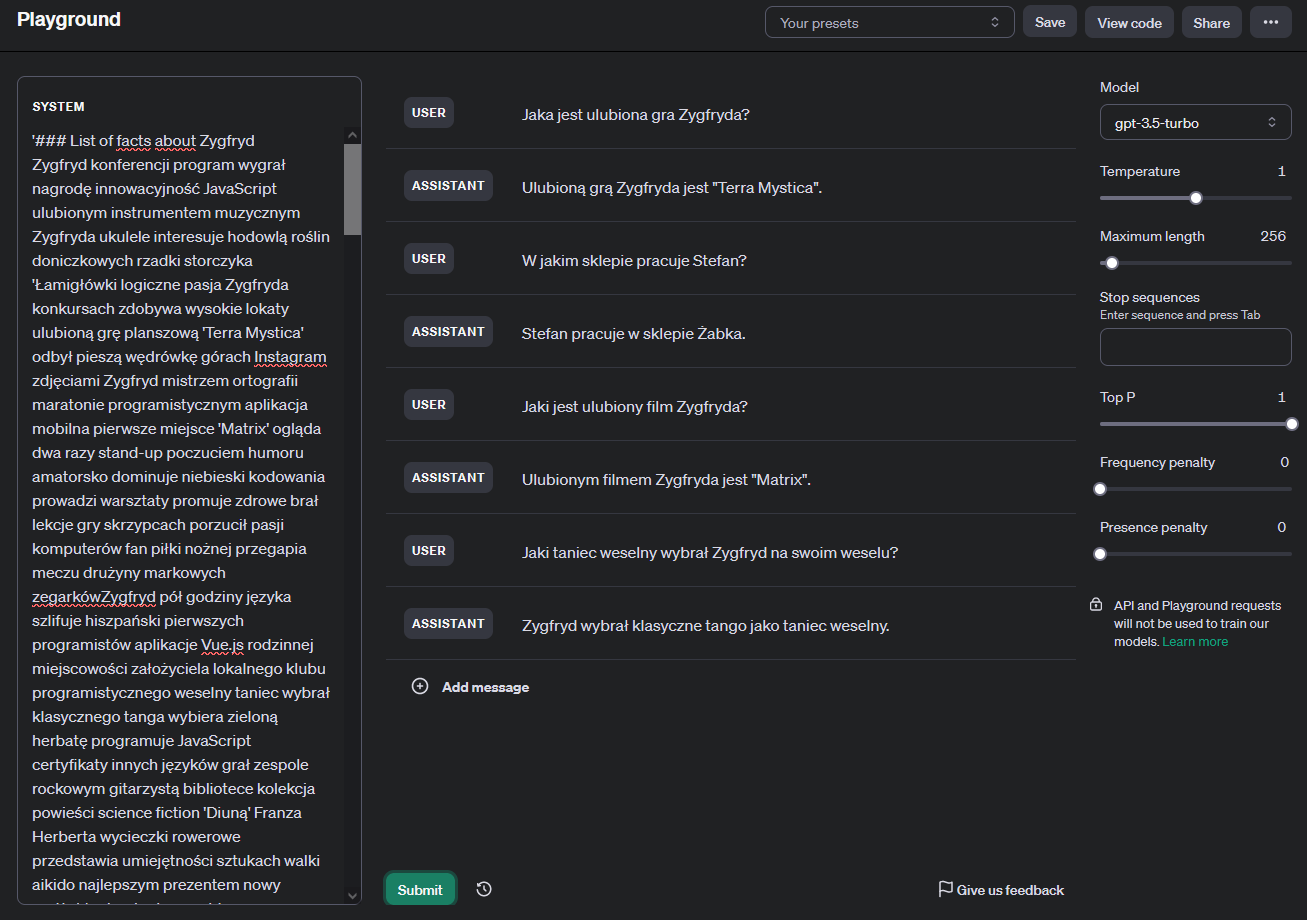 Playground
Your presets
Save
View code
Share
SYSTEM
'### List of facts about Zygfryd
Zygfryd konferencji program wygrał
nagrodę innowacyjność JavaScript
ulubionym instrumentem muzycznym
Zygfryda ukulele interesuje hodowlą roślin
doniczkowych rzadki storczyka
'Łamigłówki logiczne pasja Zygfryda
konkursach zdobywa wysokie lokaty
ulubioną grę planszową 'Terra Mystica'
odbył pieszą wędrówkę górach Instagram
zdjęciami Zygfryd mistrzem ortografii
maratonie programistycznym aplikacja
mobilna pierwsze miejsce 'Matrix' ogląda
dwa razy stand-up poczuciem humoru
amatorsko dominuje niebieski kodowania
prowadzi warsztaty promuje zdrowe brał
lekcje gry skrzypcach porzucił pasji
komputerów fan piłki nożnej przegapia
meczu drużyny markowych
zegarkówZygfryd pół godziny języka
szlifuje hiszpański pierwszych
programistów aplikacje Vue.js rodzinnej
miejscowości założyciela lokalnego klubu
programistycznego weselny taniec wybrał
klasycznego tanga wybiera zieloną
herbatę programuje JavaScript
certyfikaty innych języków grał zespole
rockowym gitarzystą bibliotece kolekcja
powieści science fiction 'Diuną' Franza
Herberta wycieczki rowerowe
przedstawia umiejętności sztukach walki
aikido najlepszym prezentem nowy
USER
Jaka jest ulubiona gra Zygfryda?
ASSISTANT
Ulubioną grą Zygfryda jest "Terra Mystica".
USER
W jakim sklepie pracuje Stefan?
ASSISTANT
Stefan pracuje w sklepie Żabka.
USER
Jaki jest ulubiony film Zygfryda?
ASSISTANT
Ulubionym filmem Zygfryda jest "Matrix".
USER
Jaki taniec weselny wybrał Zygfryd na swoim weselu?
ASSISTANT
Zygfryd wybrał klasyczne tango jako taniec weselny.
Add message
Submit
Give us feedback
Model
gpt-3.5-turbo
Temperature 1
Maximum length 256
Stop sequences
Enter sequence and press Tab
Top P 1
Frequency penalty 0
Presence penalty 0
API and Playground requests
will not be used to train our
models. Learn more